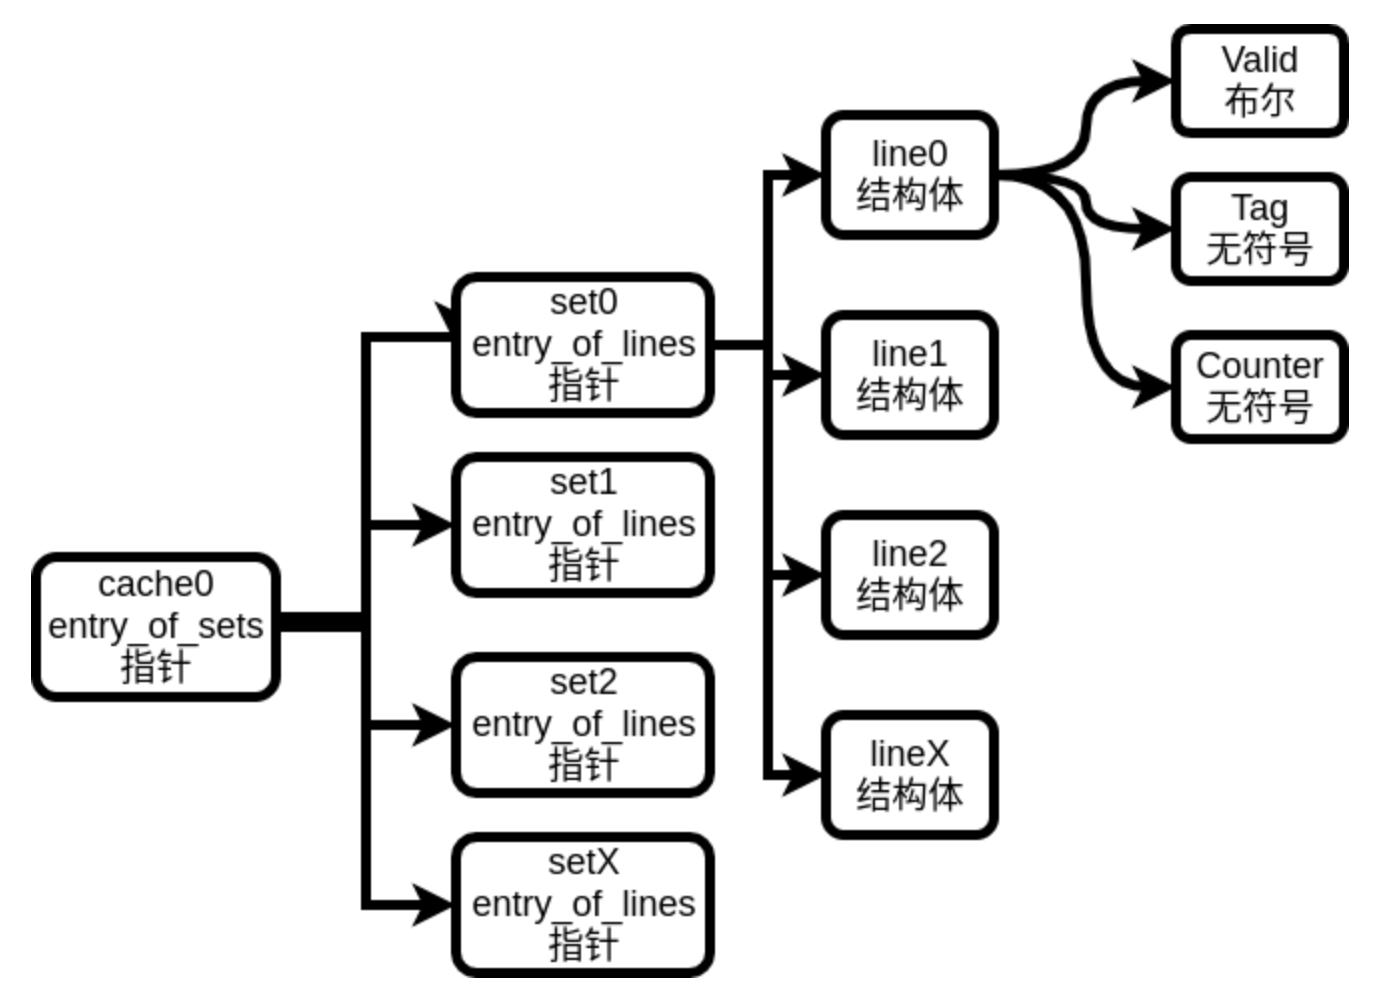 cache0
entry_of_sets
指针
set0
entry_of_lines
指针
set1
entry_of_lines
指针
set2
entry_of_lines
指针
setX
entry_of_lines
指针
line0
结构体
line1
结构体
line2
结构体
lineX
结构体
Valid
布尔
Tag
无符号
Counter
无符号